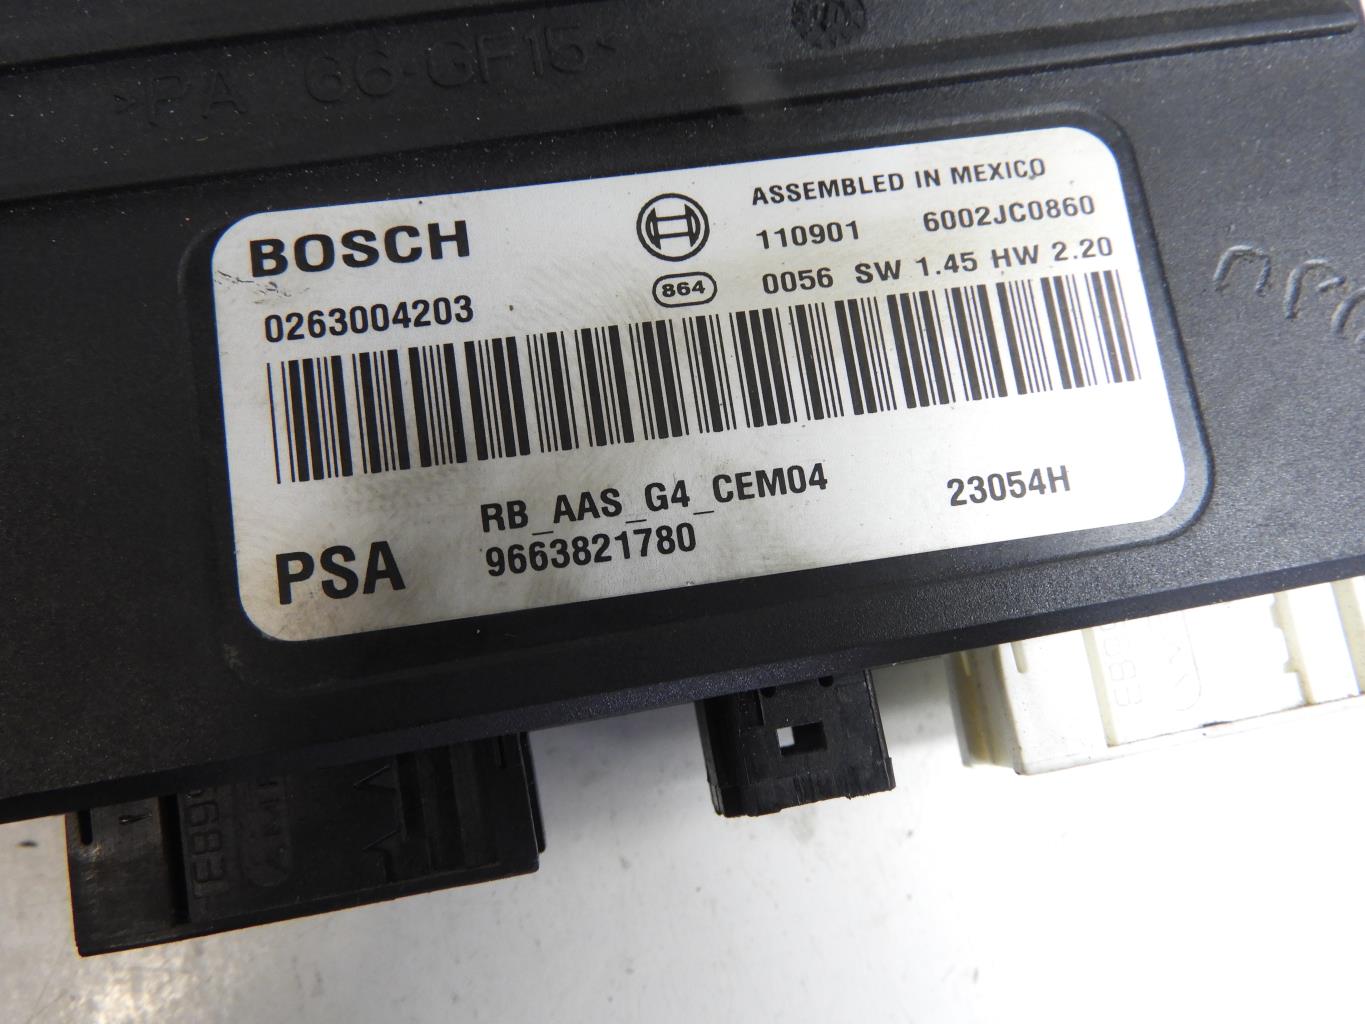 >PA 66-GF15<
BOSCH
ASSEMBLED IN MEXICO
110901 6002JC0860
864
0056 SW 1.45 HW 2.20
0263004203
RB_AAS_G4_CEM04
23054H
PSA
9663821780